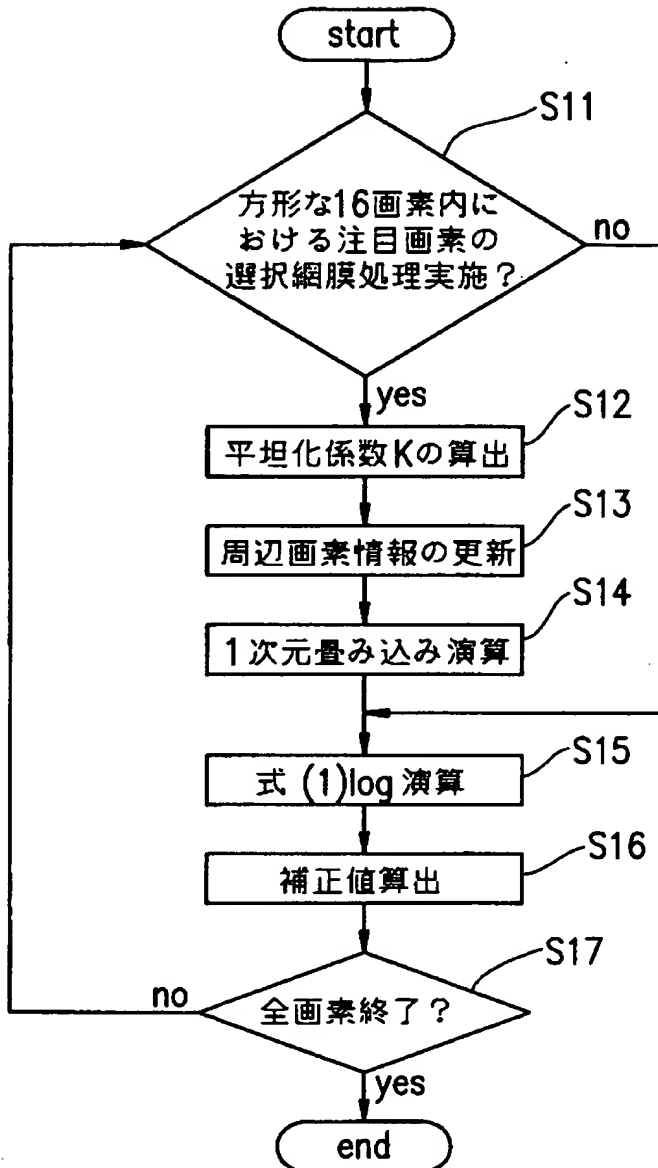 start
S11
方形な16画素内に
おける注目画素の
選択網膜処理実施？
no
yes
S12
平坦化係数Kの算出
S13
周辺画素情報の更新
S14
1次元畳み込み演算
S15
式 (1)log 演算
S16
補正値算出
S17
全画素終了？
no
yes
end